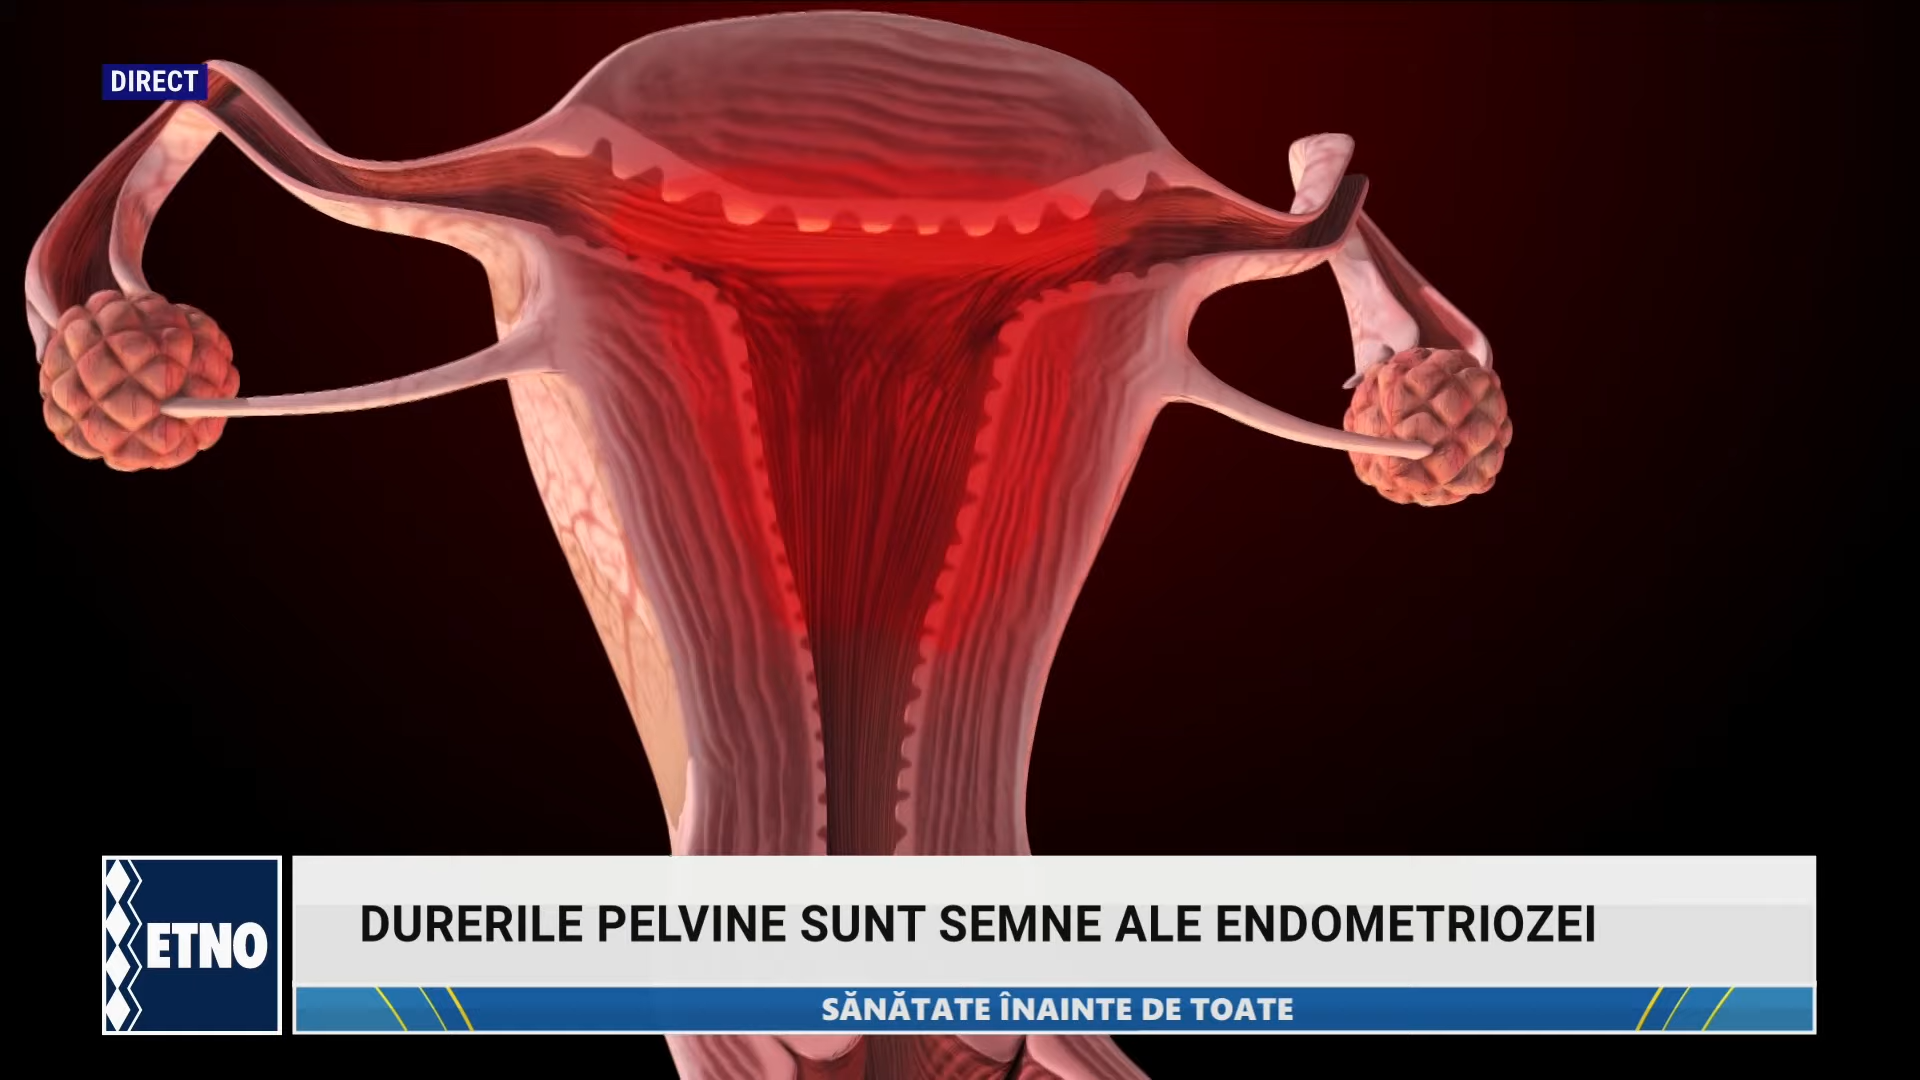 DIRECT
DURERILE PELVINE SUNT SEMNE ALE ENDOMETRIOZEI
ETNO
SĂNĂTATE ÎNAINTE DE TOATE